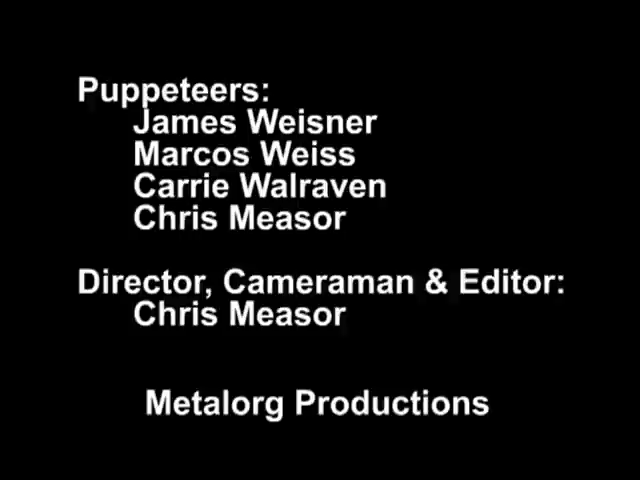 Puppeteers:
James Weisner
Marcos Weiss
Carrie Walraven
Chris Measor
Director, Cameraman & Editor:
Chris Measor
Metalorg Productions